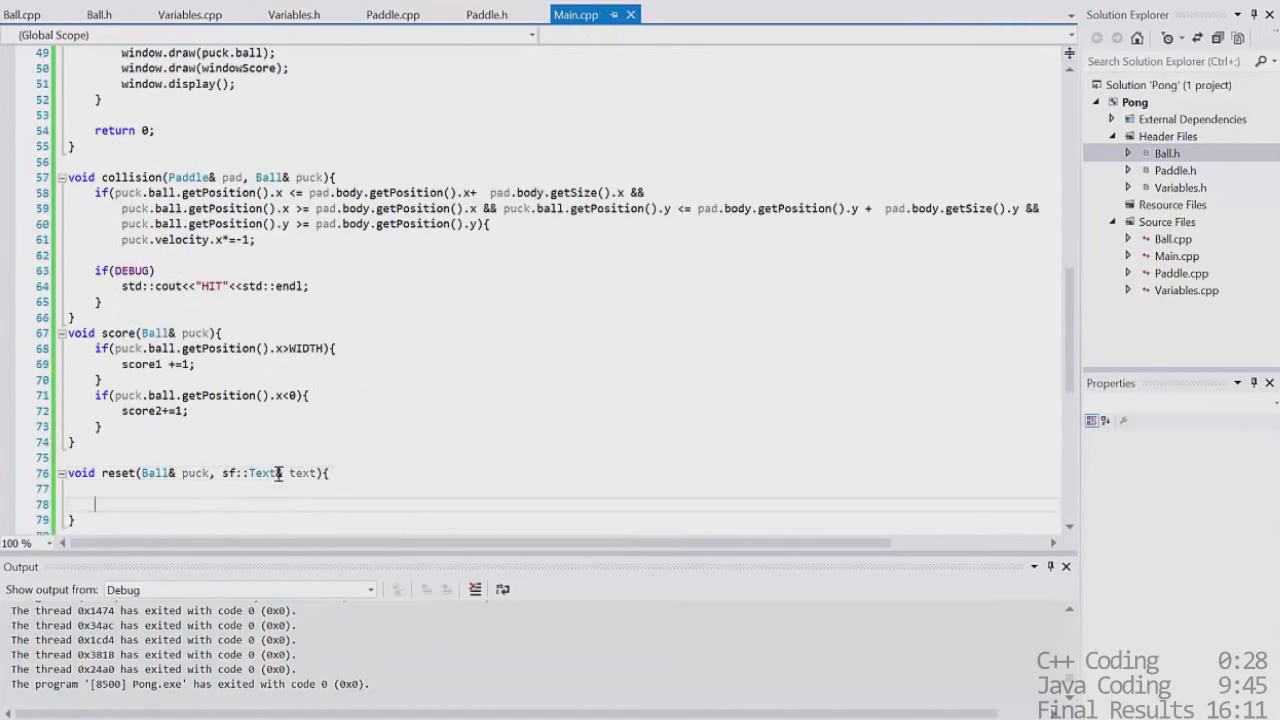 Ball.cpp Ball.h Variables.cpp Variables.h Paddle.cpp Paddle.h Main.cpp
(Global Scope)
49 window.draw(puck.ball);
50 window.draw(windowScore);
51 window.display();
52 }
53
54 return 0;
55 }
56
57 void collision(Paddle& pad, Ball& puck){
58 if(puck.ball.getPosition().x <= pad.body.getPosition().x+  pad.body.getSize().x &&
59 puck.ball.getPosition().x >= pad.body.getPosition().x && puck.ball.getPosition().y <= pad.body.getPosition().y +  pad.body.getSize().y &&
60 puck.ball.getPosition().y >= pad.body.getPosition().y){
61 puck.velocity.x*=-1;
62
63 if(DEBUG)
64 std::cout<<"HIT"<<std::endl;
65 }
66 }
67 void score(Ball& puck){
68 if(puck.ball.getPosition().x>WIDTH){
69 score1 +=1;
70 }
71 if(puck.ball.getPosition().x<0){
72 score2+=1;
73 }
74 }
75
76 void reset(Ball& puck, sf::Text& text){
77
78
79 }
100 %
Output
Show output from: Debug
The thread 0x1474 has exited with code 0 (0x0).
The thread 0x34ac has exited with code 0 (0x0).
The thread 0x1cd4 has exited with code 0 (0x0).
The thread 0x3818 has exited with code 0 (0x0).
The thread 0x24a0 has exited with code 0 (0x0).
The program '[8500] Pong.exe' has exited with code 0 (0x0).
Solution Explorer
Search Solution Explorer (Ctrl+;)
Solution 'Pong' (1 project)
Pong
External Dependencies
Header Files
Ball.h
Paddle.h
Variables.h
Resource Files
Source Files
Ball.cpp
Main.cpp
Paddle.cpp
Variables.cpp
Properties
C++ Coding 0:28
Java Coding 9:45
Final Results 16:11